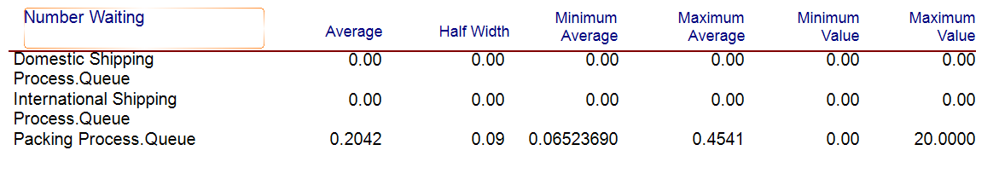 Number Waiting
Average Half Width Minimum Average Maximum Average Minimum Value Maximum Value
Domestic Shipping Process.Queue 0.00 0.00 0.00 0.00 0.00 0.00
International Shipping Process.Queue 0.00 0.00 0.00 0.00 0.00 0.00
Packing Process.Queue 0.2042 0.09 0.06523690 0.4541 0.00 20.0000